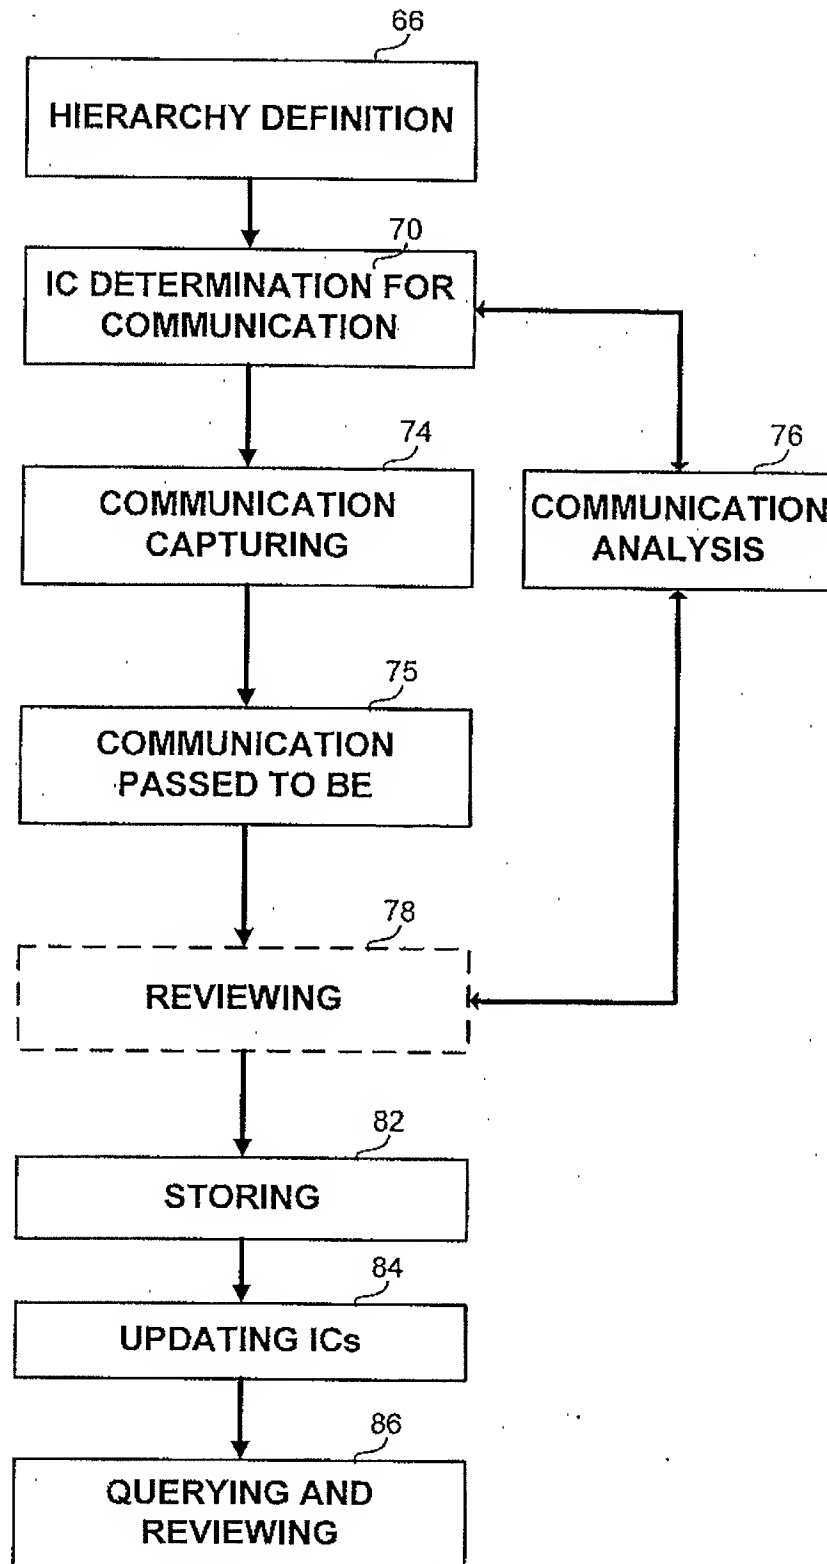 66
HIERARCHY DEFINITION
70
IC DETERMINATION FOR
COMMUNICATION
74
COMMUNICATION
CAPTURING
76
COMMUNICATION
ANALYSIS
75
COMMUNICATION
PASSED TO BE
78
REVIEWING
82
STORING
84
UPDATING ICs
86
QUERYING AND
REVIEWING